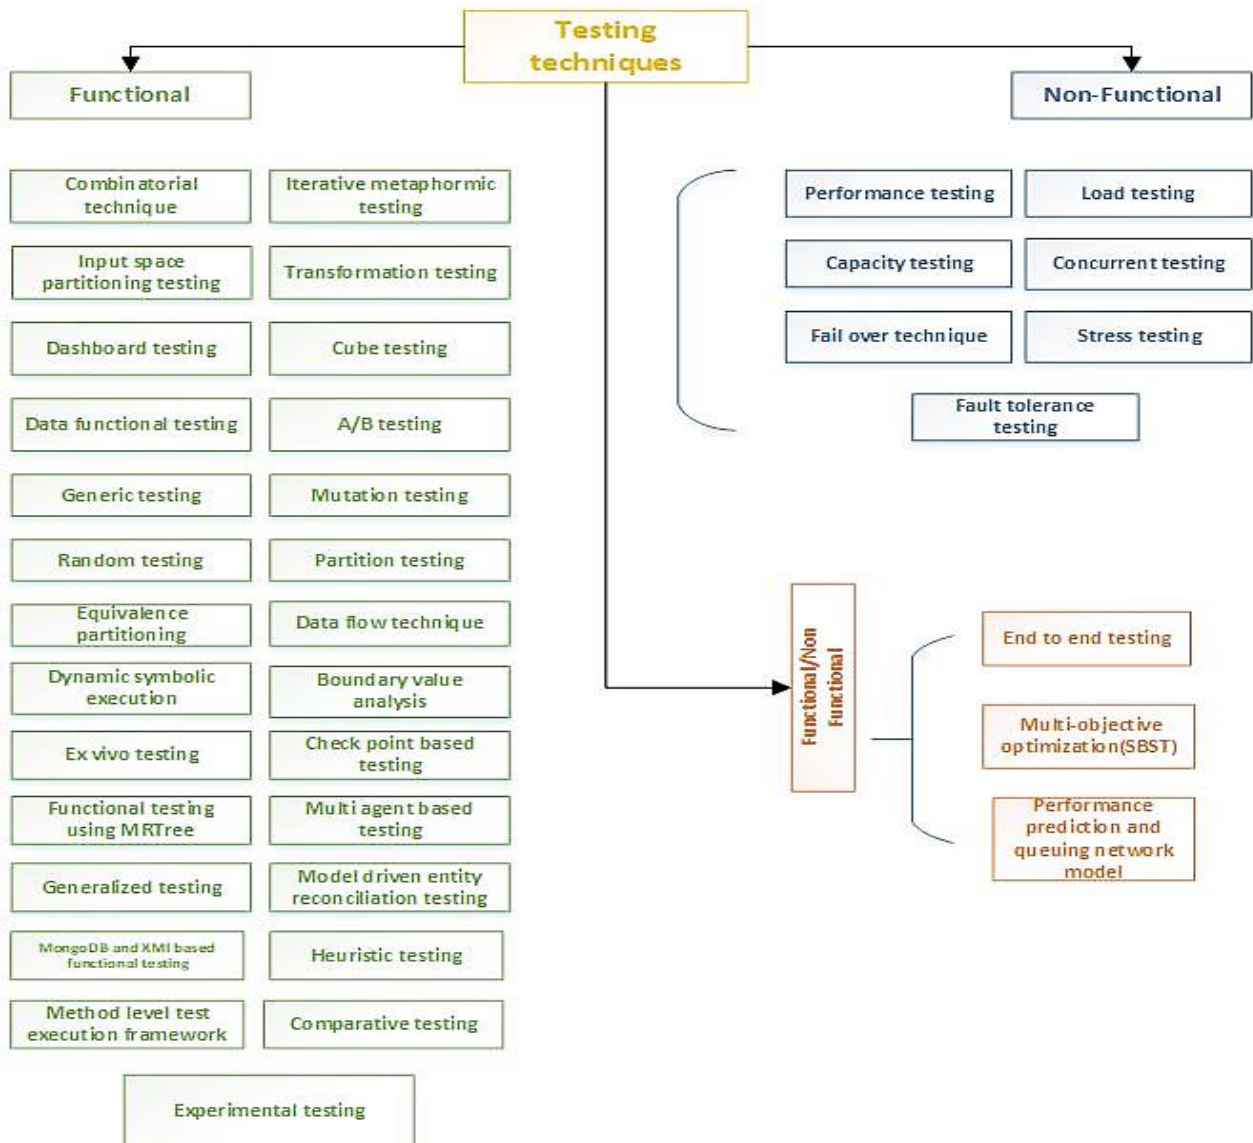 Testing
techniques
Functional
Non-Functional
Combinatorial
technique
Iterative metaphormic
testing
Input space
partitioning testing
Transformation testing
Dashboard testing
Cube testing
Data functional testing
A/B testing
Generic testing
Mutation testing
Random testing
Partition testing
Equivalence
partitioning
Data flow technique
Dynamic symbolic
execution
Boundary value
analysis
Ex vivo testing
Check point based
testing
Functional testing
using MRTree
Multi agent based
testing
Generalized testing
Model driven entity
reconciliation testing
MongoDB and XMI based
functional testing
Heuristic testing
Method level test
execution framework
Comparative testing
Experimental testing
Performance testing
Load testing
Capacity testing
Concurrent testing
Fail over technique
Stress testing
Fault tolerance
testing
Functional/Non
Functional
End to end testing
Multi-objective
optimization(SBST)
Performance
prediction and
queuing network
model